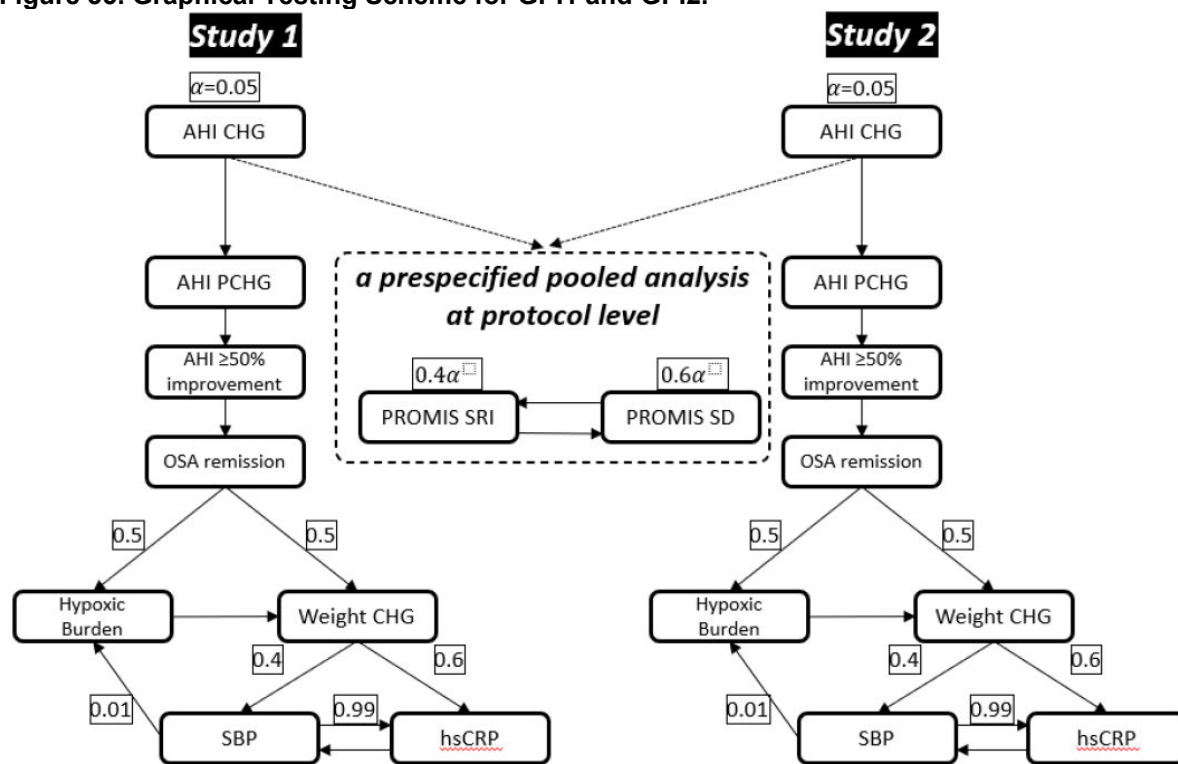 Figure 33. Graphical Testing Scheme for GPI1 and GPI2.
Study 1
Study 2
α=0.05
α=0.05
AHI CHG
AHI CHG
AHI PCHG
a prespecified pooled analysis
at protocol level
AHI PCHG
AHI ≥50%
improvement
0.4α
0.6α
AHI ≥50%
improvement
PROMIS SRI
PROMIS SD
OSA remission
OSA remission
0.5
0.5
0.5
0.5
Hypoxic
Burden
Weight CHG
Hypoxic
Burden
Weight CHG
0.4
0.6
0.4
0.6
0.01
0.99
0.01
0.99
SBP
hsCRP
SBP
hsCRP